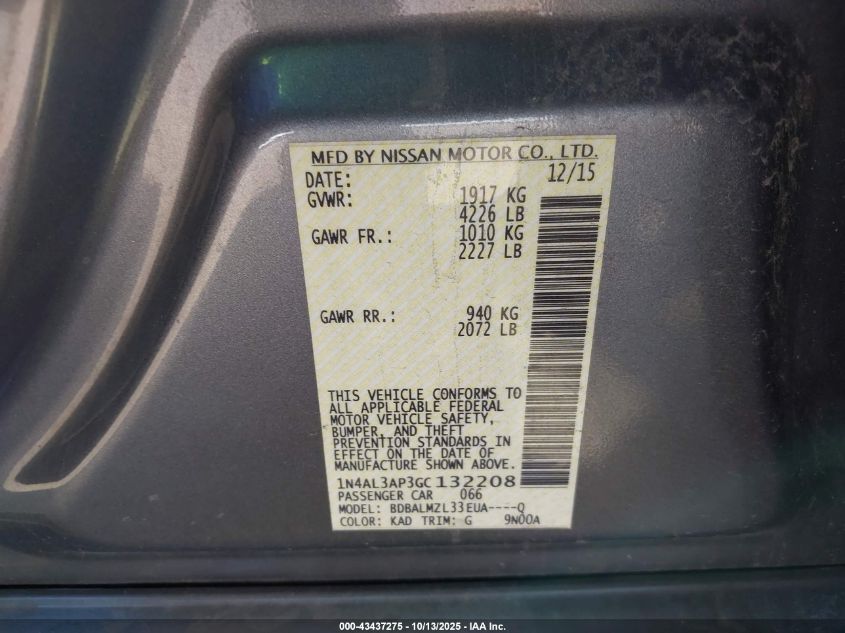 MFD BY NISSAN MOTOR CO., LTD.
DATE: 12/15
GVWR: 1917 KG
4226 LB
GAWR FR.: 1010 KG
2227 LB
GAWR RR.: 940 KG
2072 LB
THIS VEHICLE CONFORMS TO
ALL APPLICABLE FEDERAL
MOTOR VEHICLE SAFETY,
BUMPER, AND THEFT
PREVENTION STANDARDS IN
EFFECT ON THE DATE OF
MANUFACTURE SHOWN ABOVE.
1N4AL3AP3GC132208
PASSENGER CAR 066
MODEL: BDBALMZL33EUA----Q
COLOR: KAD TRIM: G 9N00A
000-43437275 - 10/13/2025 - IAA Inc.